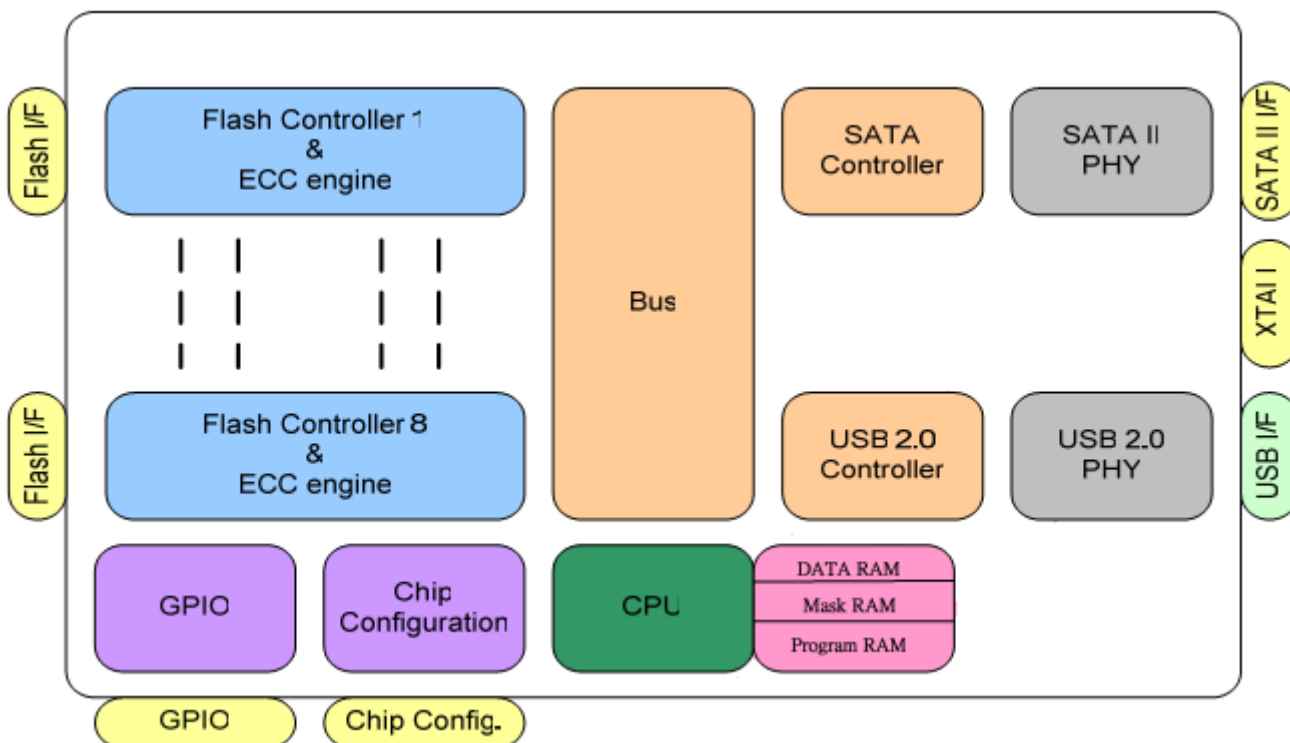 Flash I/F
Flash Controller 1
&
ECC engine
Bus
SATA
Controller
SATA II
PHY
SATA II I/F
XTAI I
Flash I/F
Flash Controller 8
&
ECC engine
USB 2.0
Controller
USB 2.0
PHY
USB I/F
GPIO
Chip
Configuration
CPU
DATA RAM
Mask RAM
Program RAM
GPIO
Chip Config.